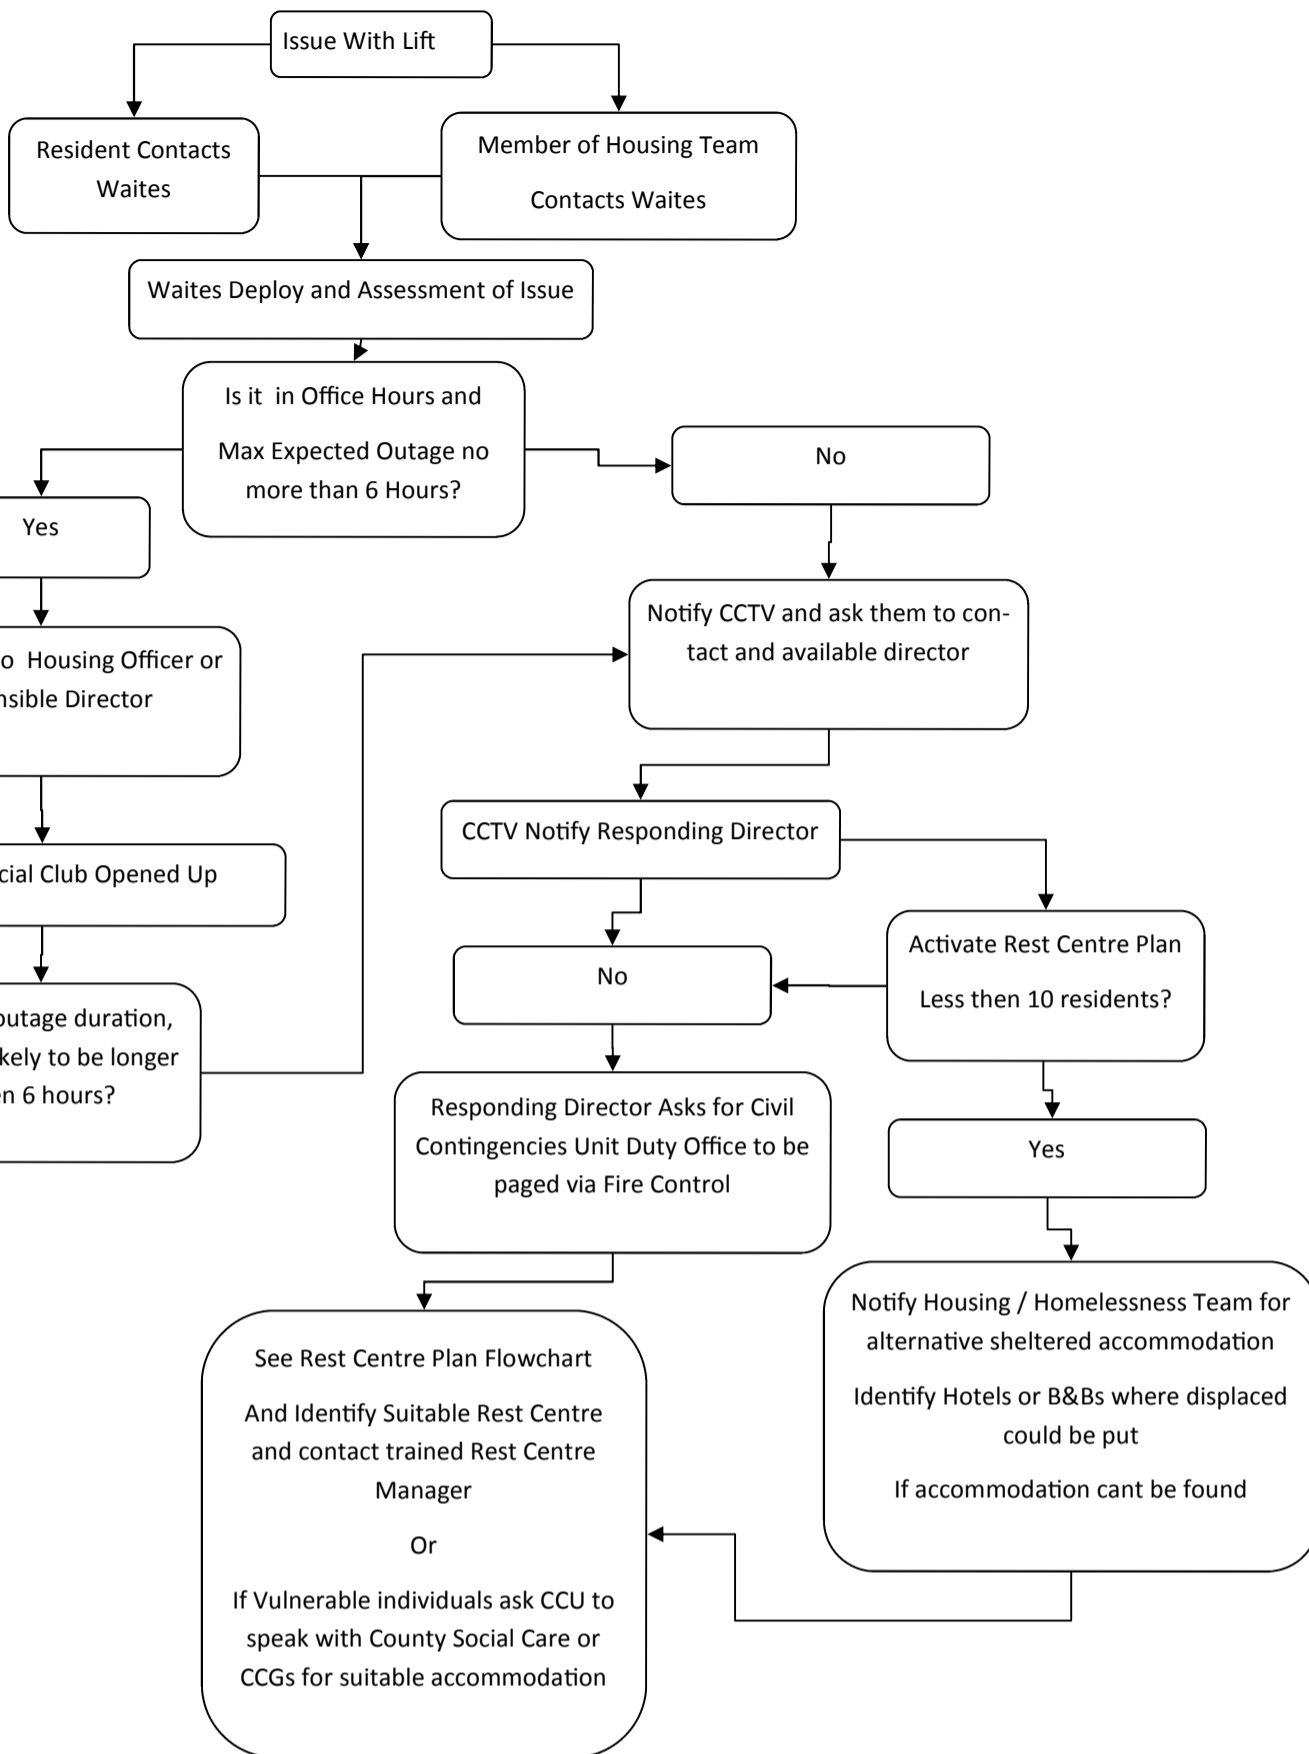 Issue With Lift
Resident Contacts
Waites
Member of Housing Team
Contacts Waites
Waites Deploy and Assessment of Issue
Is it in Office Hours and
Max Expected Outage no
more than 6 Hours?
No
Yes
Notify CCTV and ask them to con-
tact and available director
Housing Officer or
Director
CCTV Notify Responding Director
Club Opened Up
Activate Rest Centre Plan
Less then 10 residents?
No
outage duration,
to be longer
6 hours?
Responding Director Asks for Civil
Contingencies Unit Duty Office to be
paged via Fire Control
Yes
Notify Housing / Homelessness Team for
alternative sheltered accommodation
Identify Hotels or B&Bs where displaced
could be put
If accommodation cant be found
See Rest Centre Plan Flowchart
And Identify Suitable Rest Centre
and contact trained Rest Centre
Manager
Or
If Vulnerable individuals ask CCU to
speak with County Social Care or
CCGs for suitable accommodation